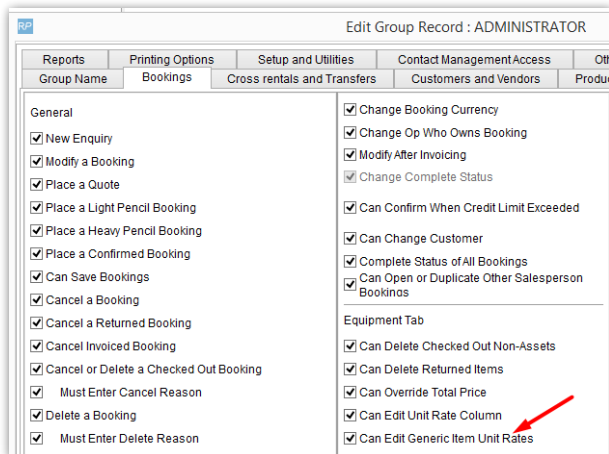 RP
Edit Group Record : ADMINISTRATOR
Reports
Printing Options
Setup and Utilities
Contact Management Access
Group Name
Bookings
Cross rentals and Transfers
Customers and Vendors
General
New Enquiry
Modify a Booking
Place a Quote
Place a Light Pencil Booking
Place a Heavy Pencil Booking
Place a Confirmed Booking
Can Save Bookings
Cancel a Booking
Cancel a Returned Booking
Cancel Invoiced Booking
Cancel or Delete a Checked Out Booking
Must Enter Cancel Reason
Delete a Booking
Must Enter Delete Reason
Change Booking Currency
Change Op Who Owns Booking
Modify After Invoicing
Change Complete Status
Can Confirm When Credit Limit Exceeded
Can Change Customer
Complete Status of All Bookings
Can Open or Duplicate Other Salesperson
Bookings
Equipment Tab
Can Delete Checked Out Non-Assets
Can Delete Returned Items
Can Override Total Price
Can Edit Unit Rate Column
Can Edit Generic Item Unit Rates